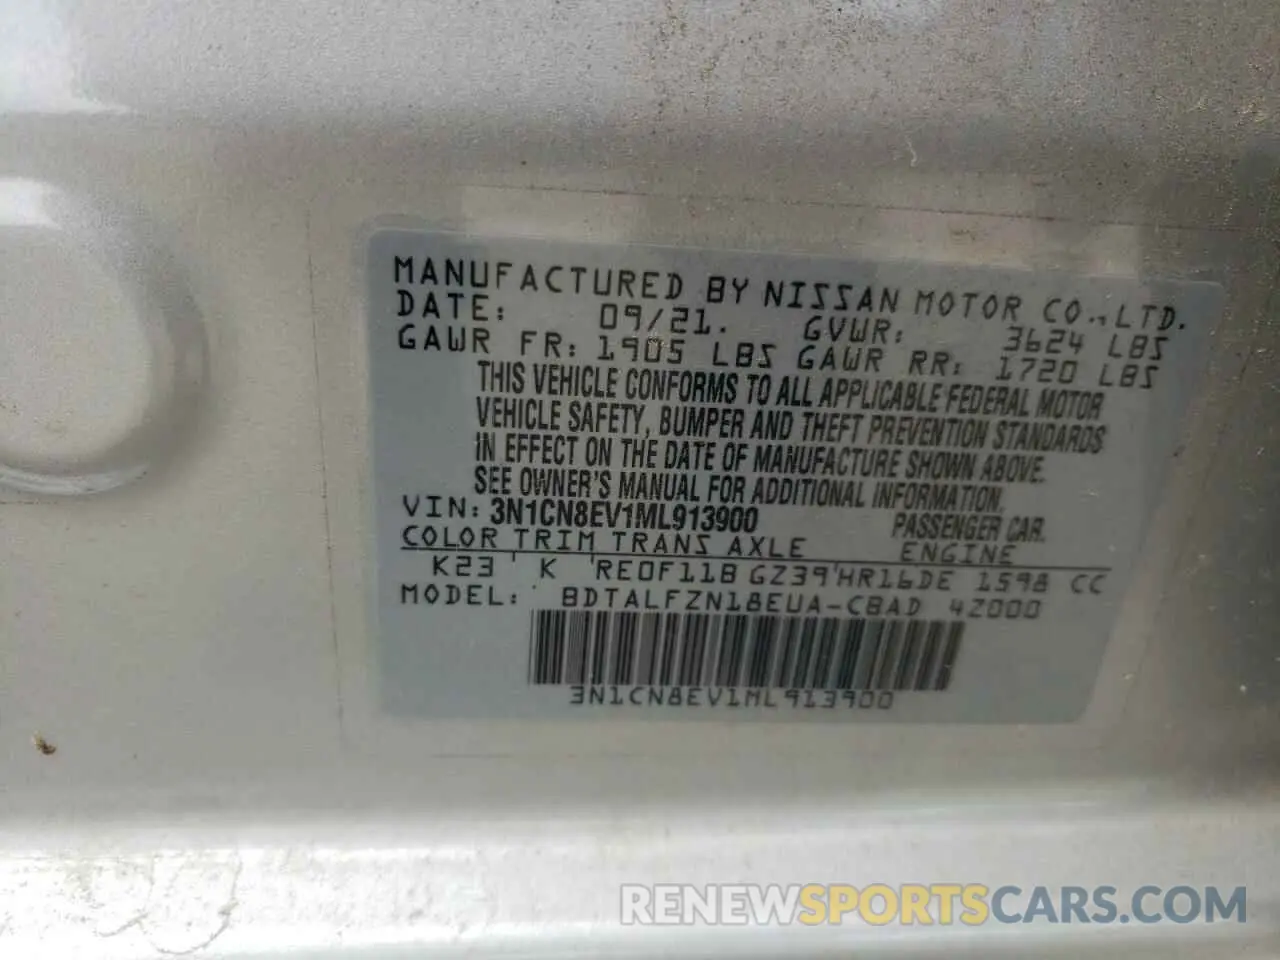 MANUFACTURED BY NISSAN MOTOR CO.,LTD.
DATE: 09/21. GVWR: 3624 LBS
GAWR FR: 1905 LBS GAWR RR: 1720 LBS
THIS VEHICLE CONFORMS TO ALL APPLICABLE FEDERAL MOTOR
VEHICLE SAFETY, BUMPER AND THEFT PREVENTION STANDARDS
IN EFFECT ON THE DATE OF MANUFACTURE SHOWN ABOVE.
SEE OWNER'S MANUAL FOR ADDITIONAL INFORMATION.
VIN: 3N1CN8EV1ML913900 PASSENGER CAR.
COLOR TRIM TRANS AXLE ENGINE
K23 ' K ' RE0F11B GZ39 ' HR16DE 1598 CC
MODEL: ' BDTALFZN18EUA-C8AD 4Z000
3N1CN8EV1ML913900
RENEWSPORTSCARS.COM